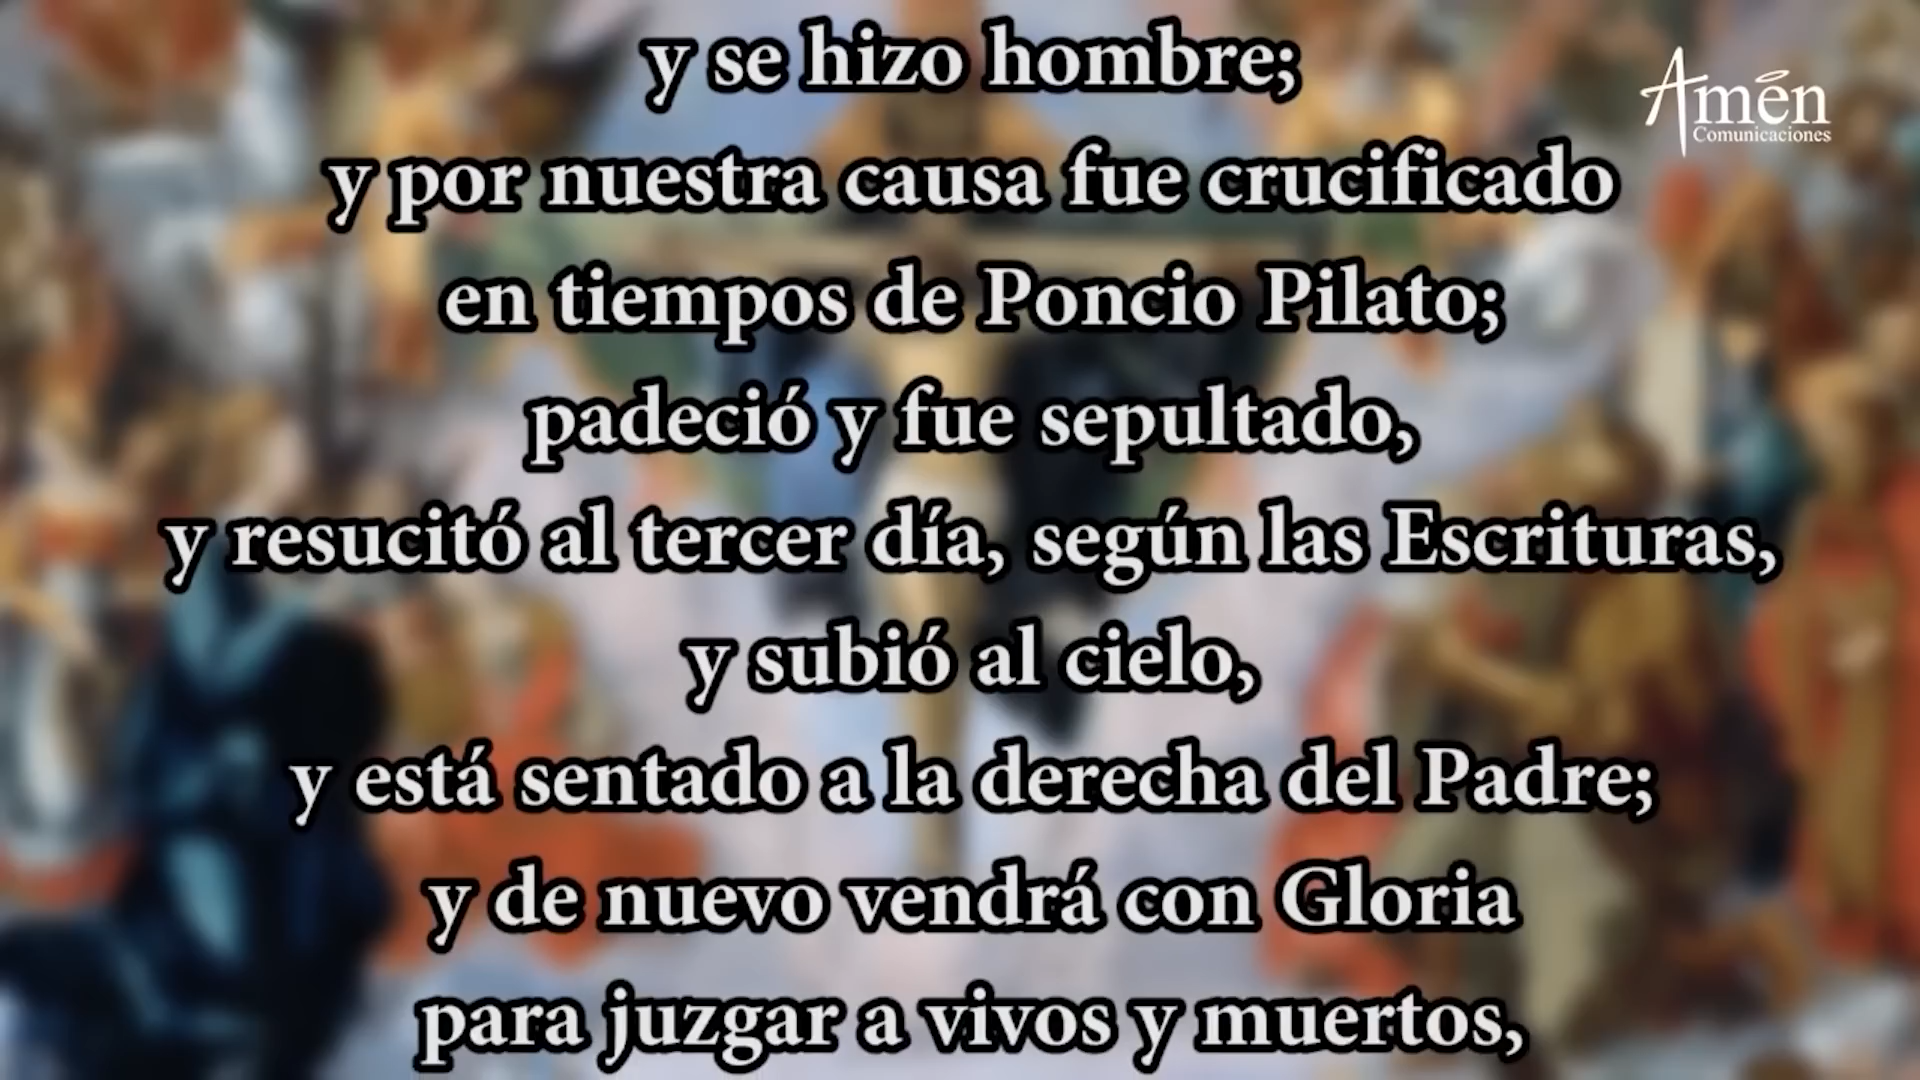 y se hizo hombre;
Amén
Comunicaciones
y por nuestra causa fue crucificado
en tiempos de Poncio Pilato;
padeció y fue sepultado,
y resucitó al tercer día, según las Escrituras,
y subió al cielo,
y está sentado a la derecha del Padre;
y de nuevo vendrá con Gloria
para juzgar a vivos y muertos,